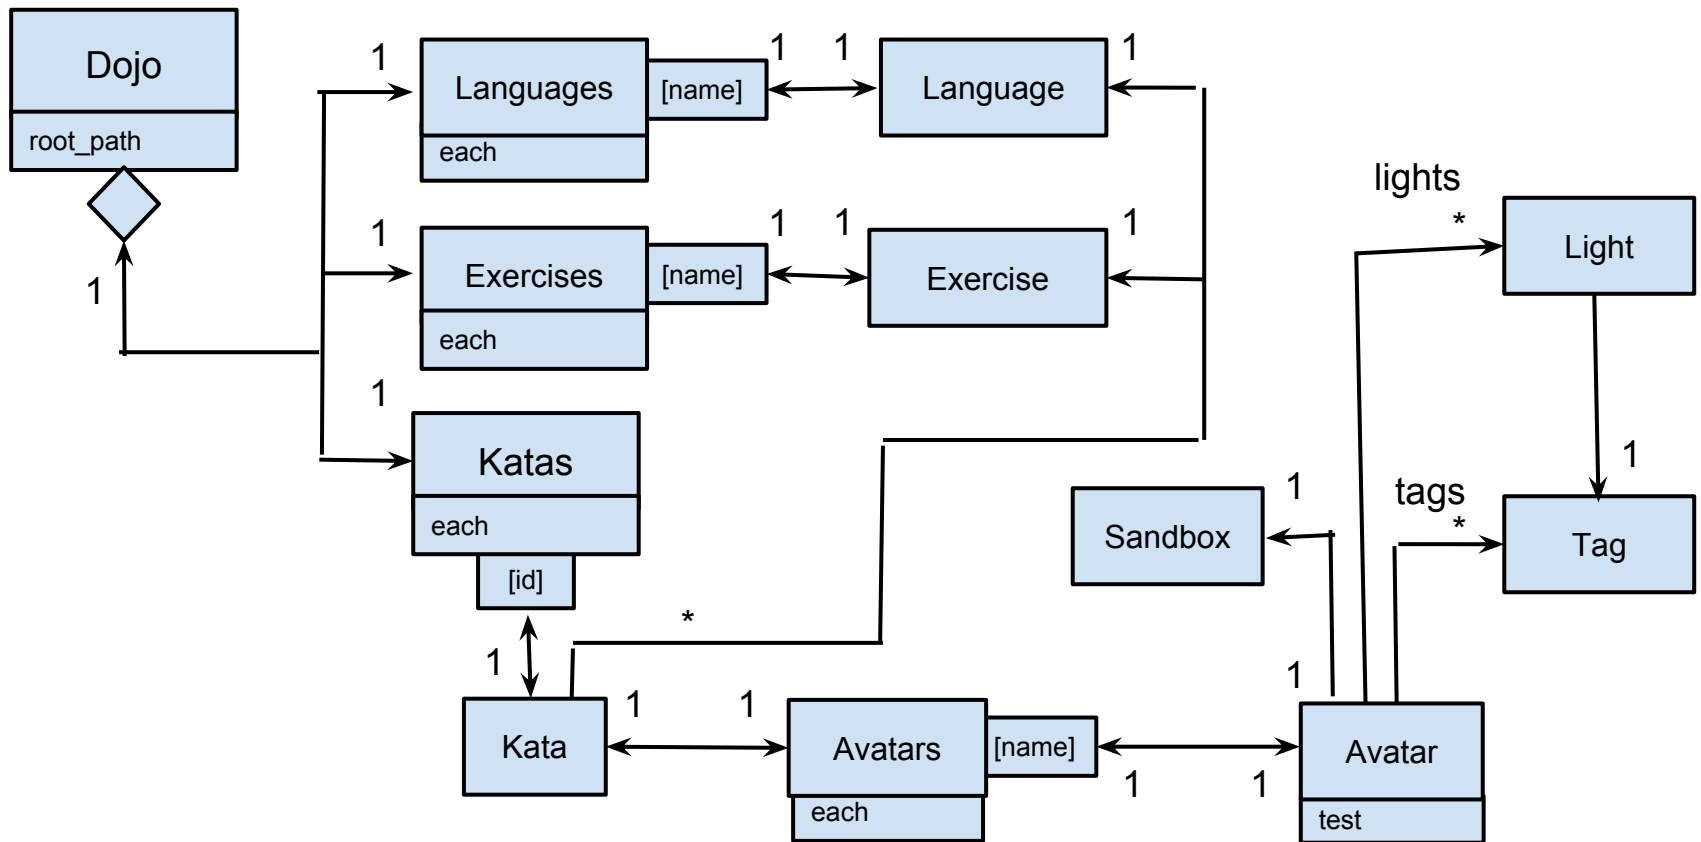 Dojo
root_path
1
1
Languages
[name]
each
1
1
Language
1
1
Exercises
[name]
each
1
1
Exercise
1
lights
*
Light
1
Katas
each
[id]
1
*
Kata
1
1
Avatars
[name]
each
1
1
Sandbox
1
1
Avatar
test
tags
*
1
Tag